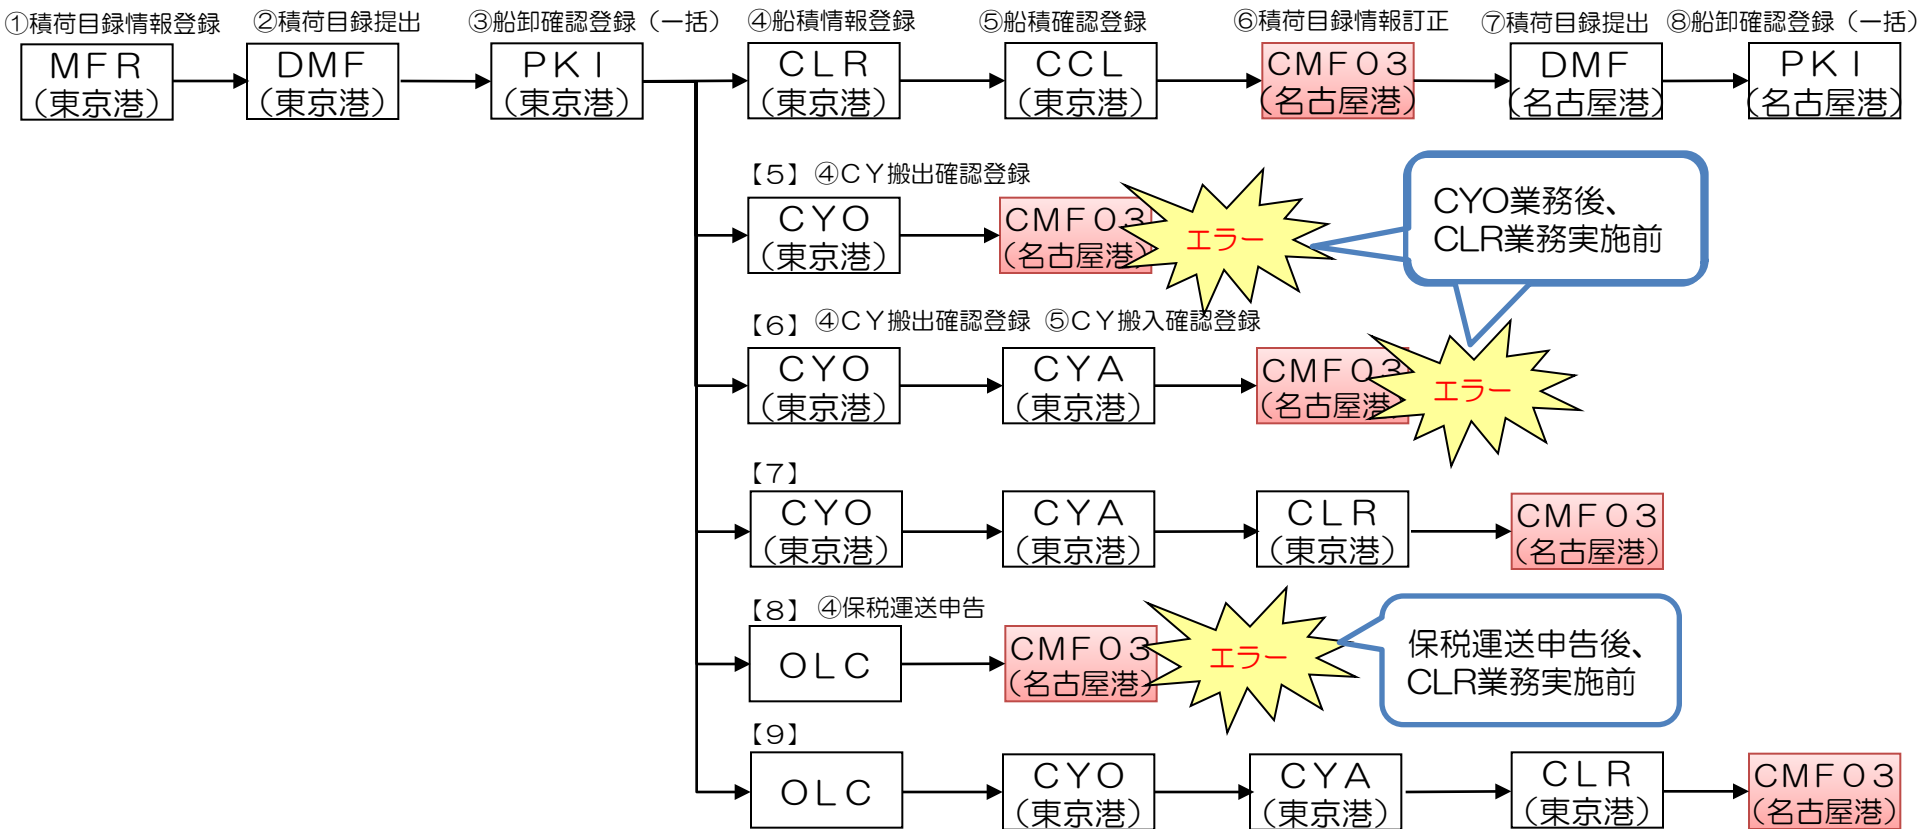 ①積荷目録情報登録 ②積荷目録提出 ③船卸確認登録（一括） ④船積情報登録 ⑤船積確認登録 ⑥積荷目録情報訂正 ⑦積荷目録提出 ⑧船卸確認登録（一括）
ＭＦＲ
（東京港）
ＤＭＦ
（東京港）
ＰＫＩ
（東京港）
ＣＬＲ
（東京港）
ＣＣＬ
（東京港）
ＣＭＦ０３
（名古屋港）
ＤＭＦ
（名古屋港）
ＰＫＩ
（名古屋港）
【５】 ④ＣＹ搬出確認登録
ＣＹＯ
（東京港）
ＣＭＦ０３
（名古屋港）
エラー
CYO業務後、
CLR業務実施前
【６】 ④ＣＹ搬出確認登録 ⑤ＣＹ搬入確認登録
ＣＹＯ
（東京港）
ＣＹＡ
（東京港）
ＣＭＦ０３
（名古屋港）
エラー
【７】
ＣＹＯ
（東京港）
ＣＹＡ
（東京港）
ＣＬＲ
（東京港）
ＣＭＦ０３
（名古屋港）
【８】 ④保税運送申告
ＯＬＣ
ＣＭＦ０３
（名古屋港）
エラー
保税運送申告後、
CLR業務実施前
【９】
ＯＬＣ
ＣＹＯ
（東京港）
ＣＹＡ
（東京港）
ＣＬＲ
（東京港）
ＣＭＦ０３
（名古屋港）